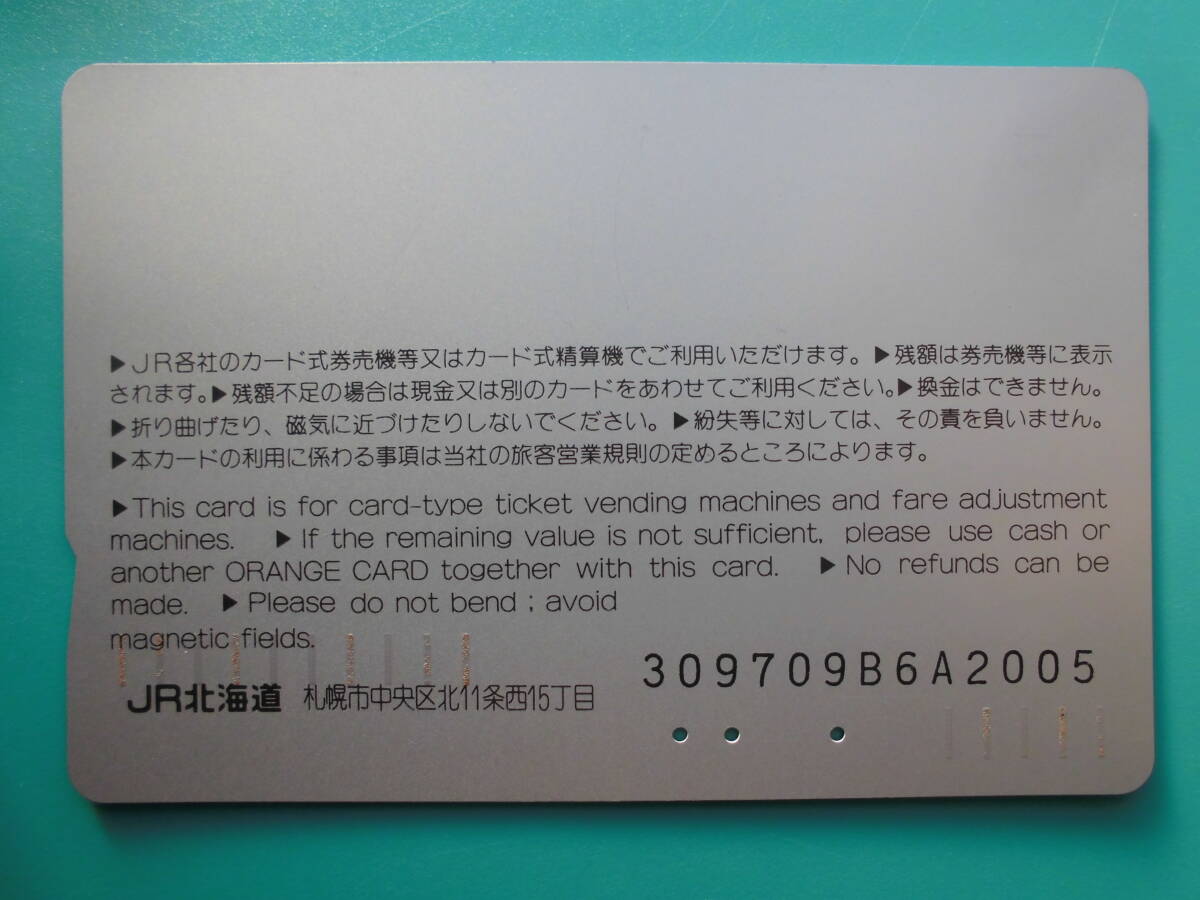 ▶JR各社のカード式券売機等又はカード式精算機でご利用いただけます。▶残額は券売機等に表示
されます。▶残額不足の場合は現金又は別のカードをあわせてご利用ください。▶換金はできません。
▶折り曲げたり、磁気に近づけたりしないでください。▶紛失等に対しては、その責を負いません。
▶本カードの利用に係わる事項は当社の旅客営業規則の定めるところによります。
▶This card is for card-type ticket vending machines and fare adjustment
machines. ▶If the remaining value is not sufficient, please use cash or
another ORANGE CARD together with this card. ▶No refunds can be
made. ▶Please do not bend ; avoid
magnetic fields.
309709B6A2005
JR北海道 札幌市中央区北11条西15丁目